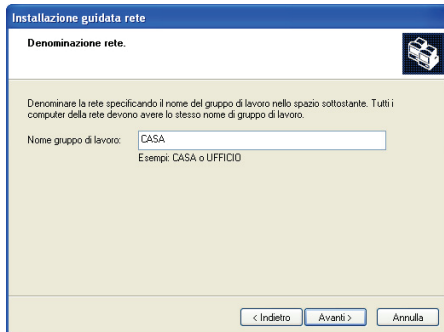 Installazione guidata rete
Denominazione rete.
Denominare la rete specificando il nome del gruppo di lavoro nello spazio sottostante. Tutti i
computer della rete devono avere lo stesso nome di gruppo di lavoro.
Nome gruppo di lavoro: CASA
Esempi: CASA o UFFICIO
< Indietro Avanti > Annulla